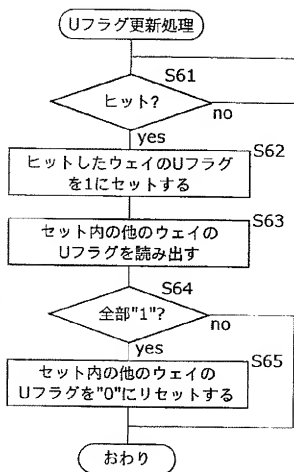 Uフラグ更新処理
S61
ヒット?
no
yes
S62
ヒットしたウェイのUフラグ
を1にセットする
S63
セット内の他のウェイの
Uフラグを読み出す
S64
全部"1"?
no
yes
S65
セット内の他のウェイの
Uフラグを"0"にリセットする
おわり